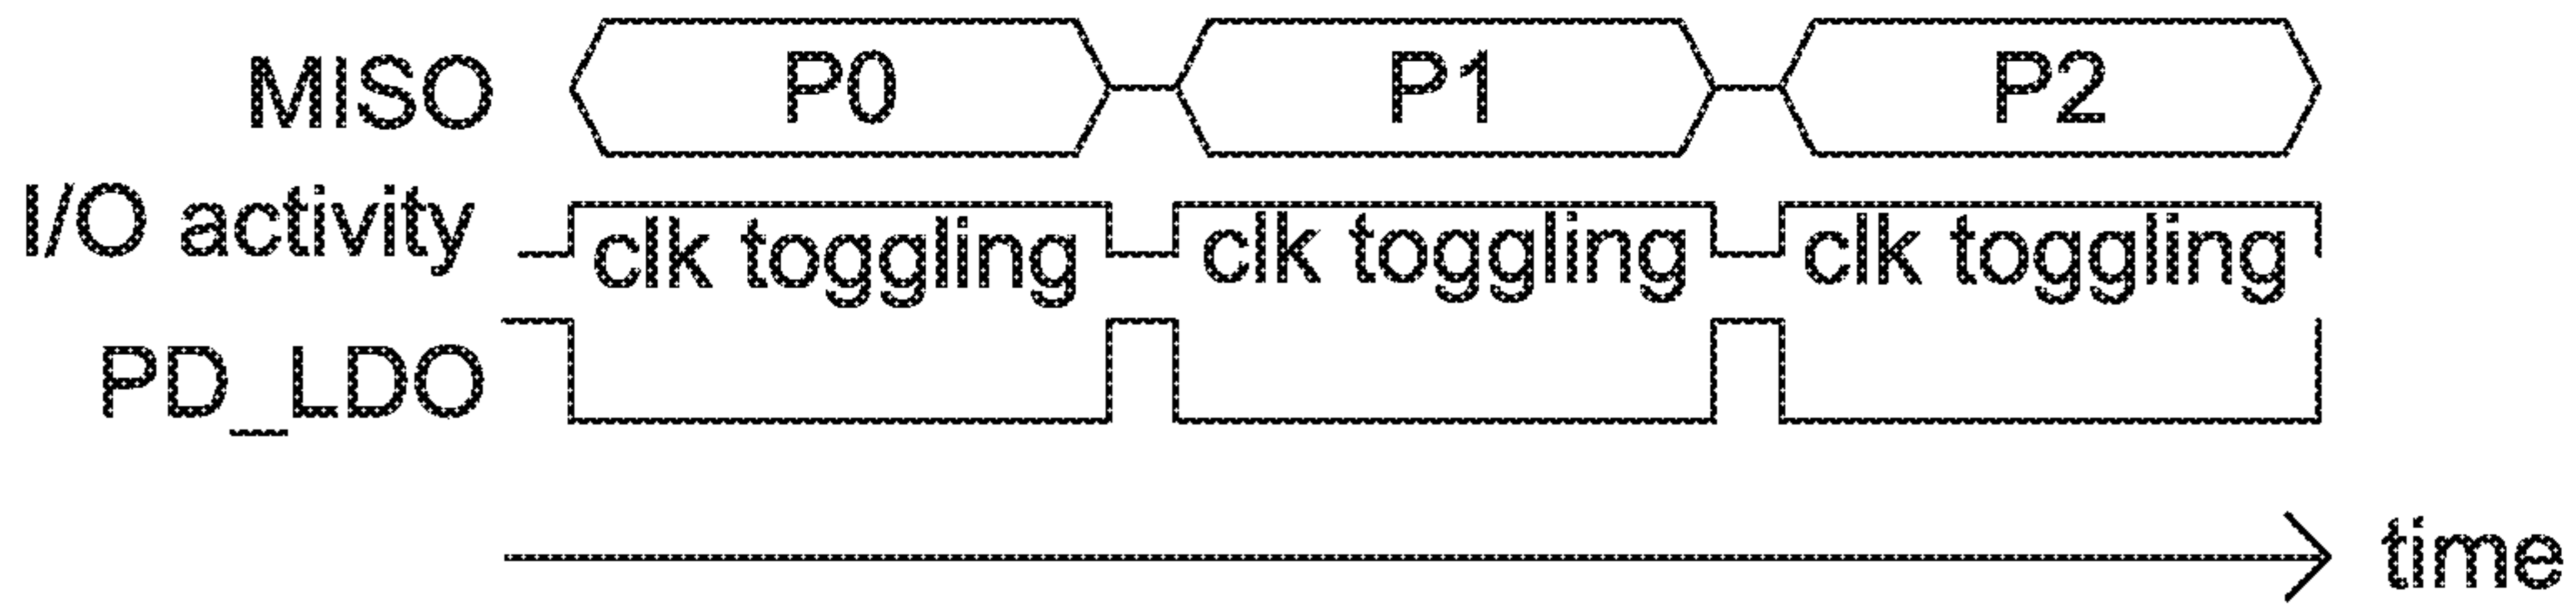 MISO P0 P1 P2
I/O activity clk toggling clk toggling clk toggling
PD_LDO
time